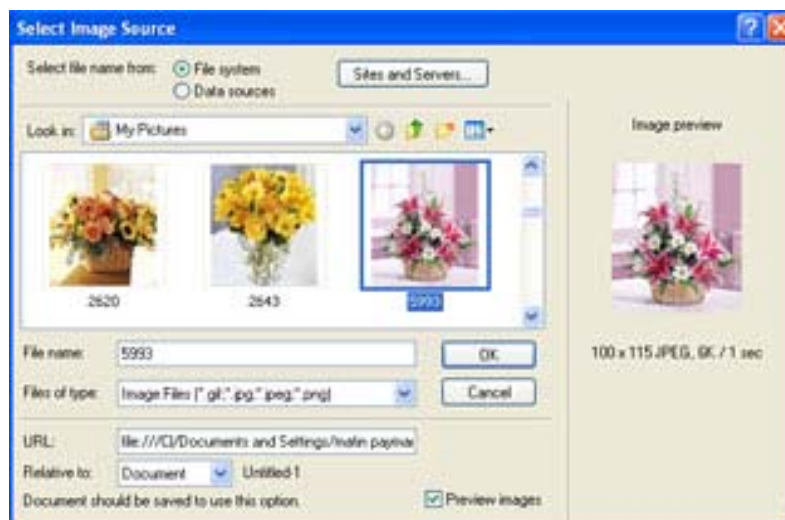 Select Image Source
Select file name from: File system
Sites and Servers...
Data sources
Look in: My Pictures
Image preview
2620
2643
5993
File name: 5993
OK
100 x 115 JPEG, 6K / 1 sec
Files of type: Image Files (*.gif;*.jpg;*.jpeg;*.png)
Cancel
URL: file:///C|/Documents and Settings/
Relative to: Document Untitled-1
Document should be saved to use this option.
Preview images